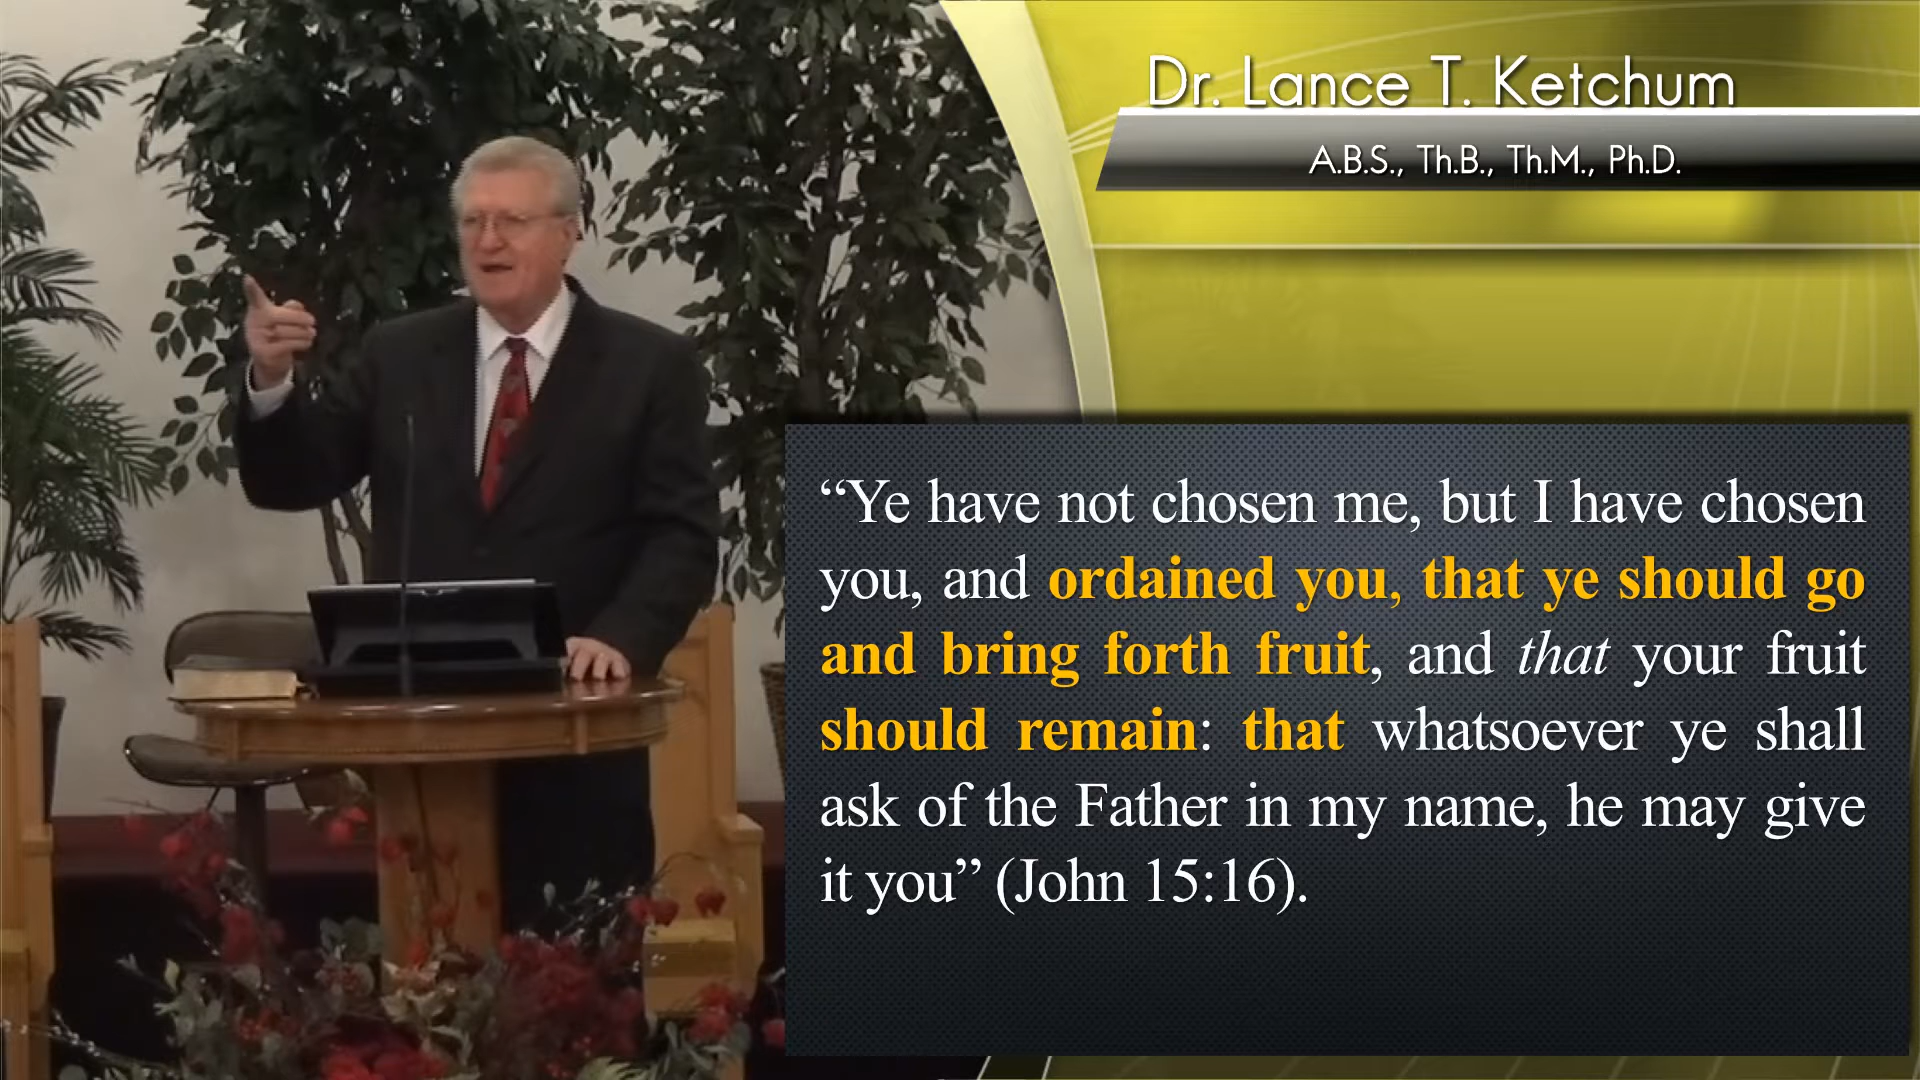 Dr. Lance T. Ketchum
A.B.S., Th.B., Th.M., Ph.D.
“Ye have not chosen me, but I have chosen
you, and ordained you, that ye should go
and bring forth fruit, and that your fruit
should remain: that whatsoever ye shall
ask of the Father in my name, he may give
it you” (John 15:16).